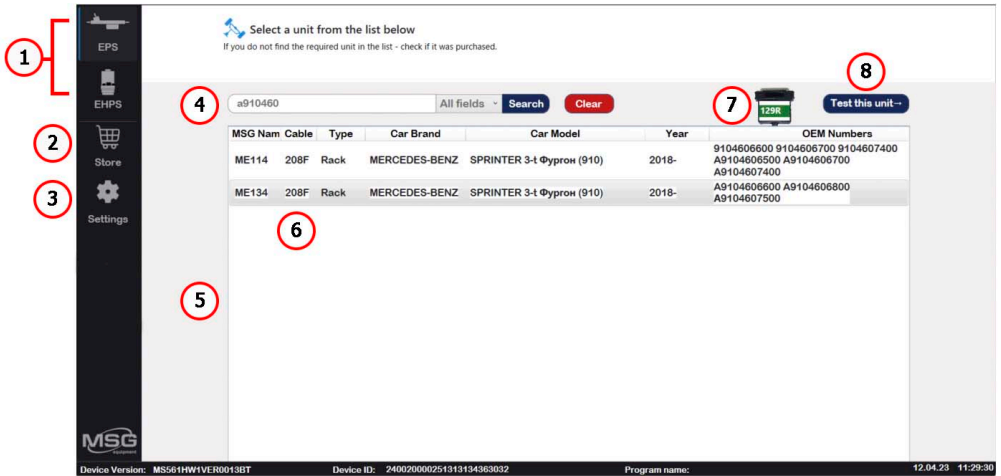 1
EPS
EHPS
2
Store
3
Settings
MSG
equipment
Select a unit from the list below
If you do not find the required unit in the list - check if it was purchased.
4
a910460
All fields
Search
Clear
7
129R
8
Test this unit→
MSG Nam Cable Type Car Brand Car Model Year OEM Numbers
ME114 208F Rack MERCEDES-BENZ SPRINTER 3-t Фургон (910) 2018- 9104606600 9104606700 9104607400
A9104606500 A9104606700
A9104607400
ME134 208F Rack MERCEDES-BENZ SPRINTER 3-t Фургон (910) 2018- A9104606600 A9104606800
A9104607500
6
5
Device Version: MS561HW1VER0013BT Device ID: 240020000251313134363032 Program name: 12.04.23 11:29:30